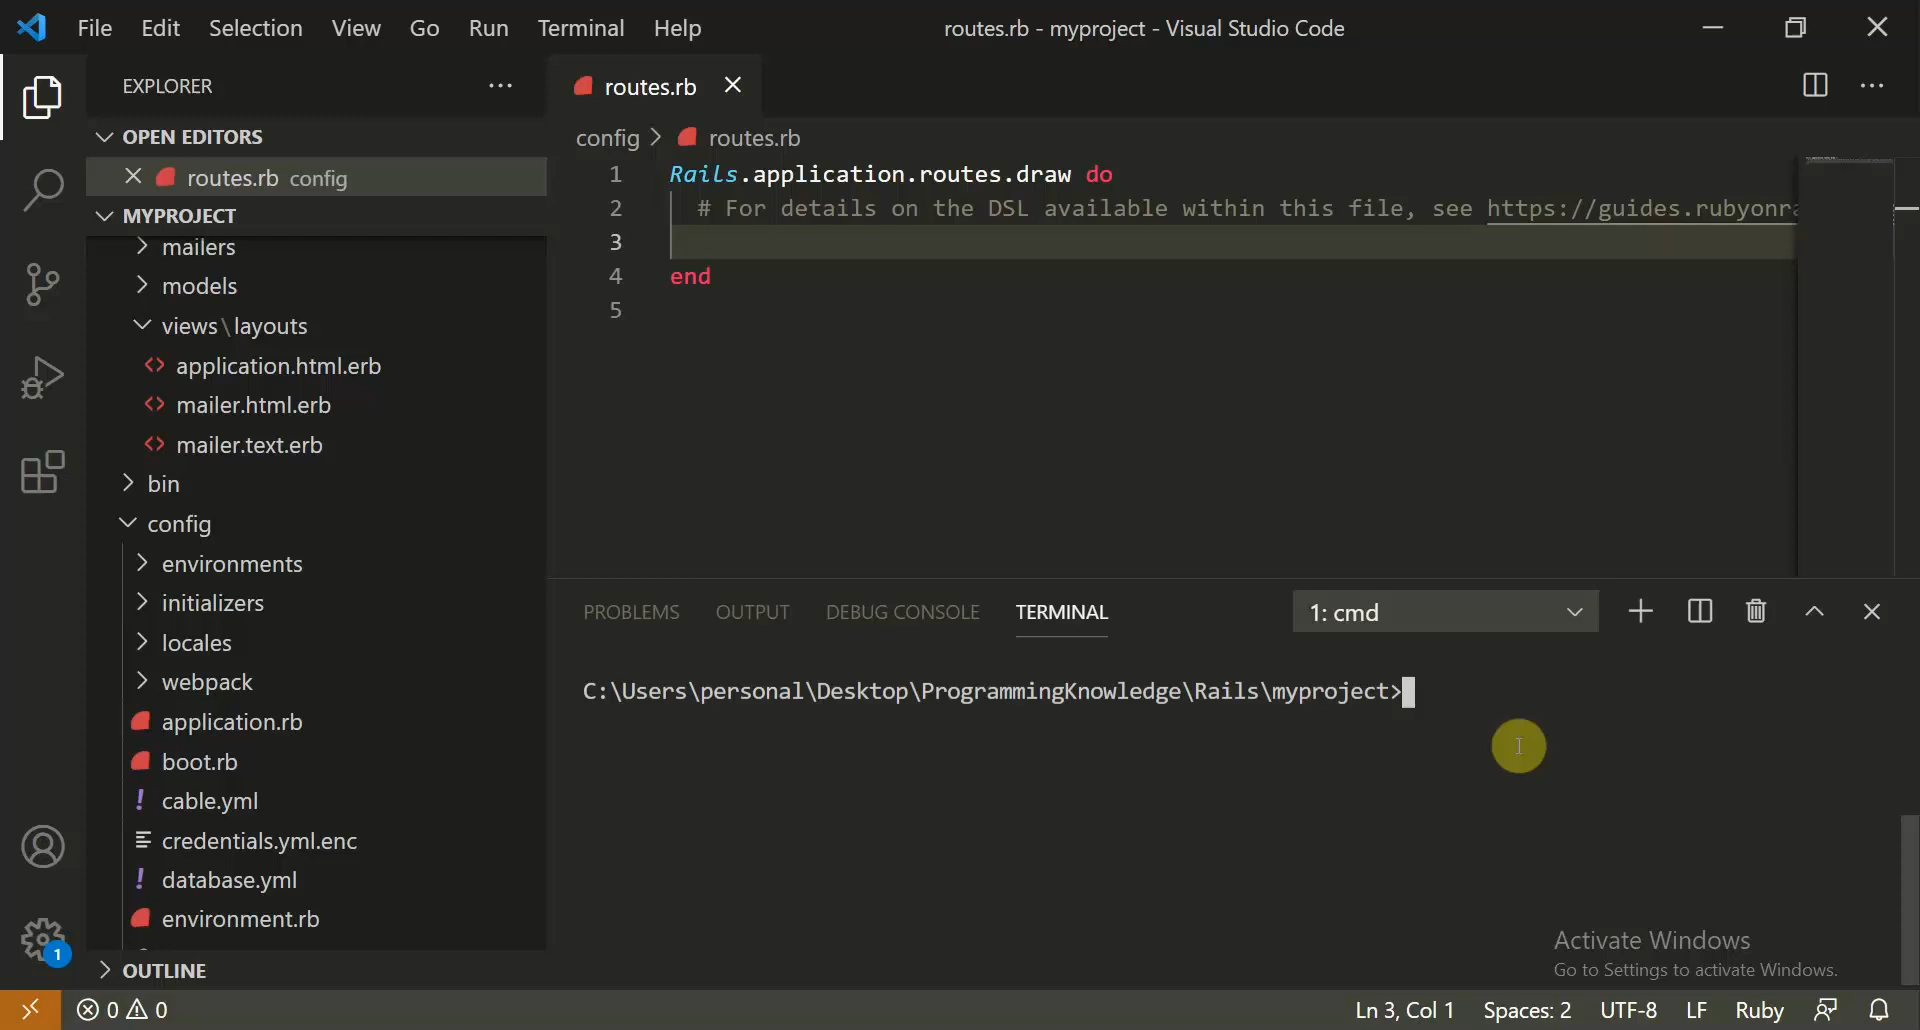 File Edit Selection View Go Run Terminal Help
routes.rb - myproject - Visual Studio Code
EXPLORER
OPEN EDITORS
routes.rb config
MYPROJECT
mailers
models
views\layouts
application.html.erb
mailer.html.erb
mailer.text.erb
bin
config
environments
initializers
locales
webpack
application.rb
boot.rb
cable.yml
credentials.yml.enc
database.yml
environment.rb
OUTLINE
routes.rb
config > routes.rb
1 Rails.application.routes.draw do
2 # For details on the DSL available within this file, see https://guides.rubyonra
3
4 end
5
PROBLEMS OUTPUT DEBUG CONSOLE TERMINAL
1: cmd
C:\Users\personal\Desktop\ProgrammingKnowledge\Rails\myproject>
Activate Windows
Go to Settings to activate Windows.
1
0 0
Ln 3, Col 1 Spaces: 2 UTF-8 LF Ruby